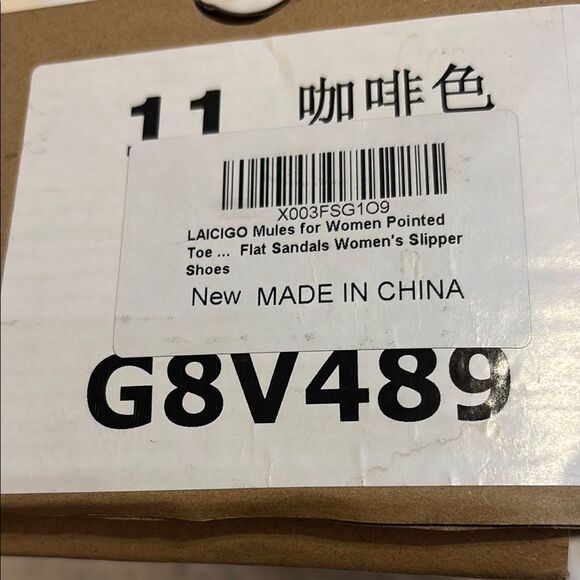 11 咖啡色
X003FSG1O9
LAICIGO Mules for Women Pointed
Toe ... Flat Sandals Women's Slipper
Shoes
New MADE IN CHINA
G8V489